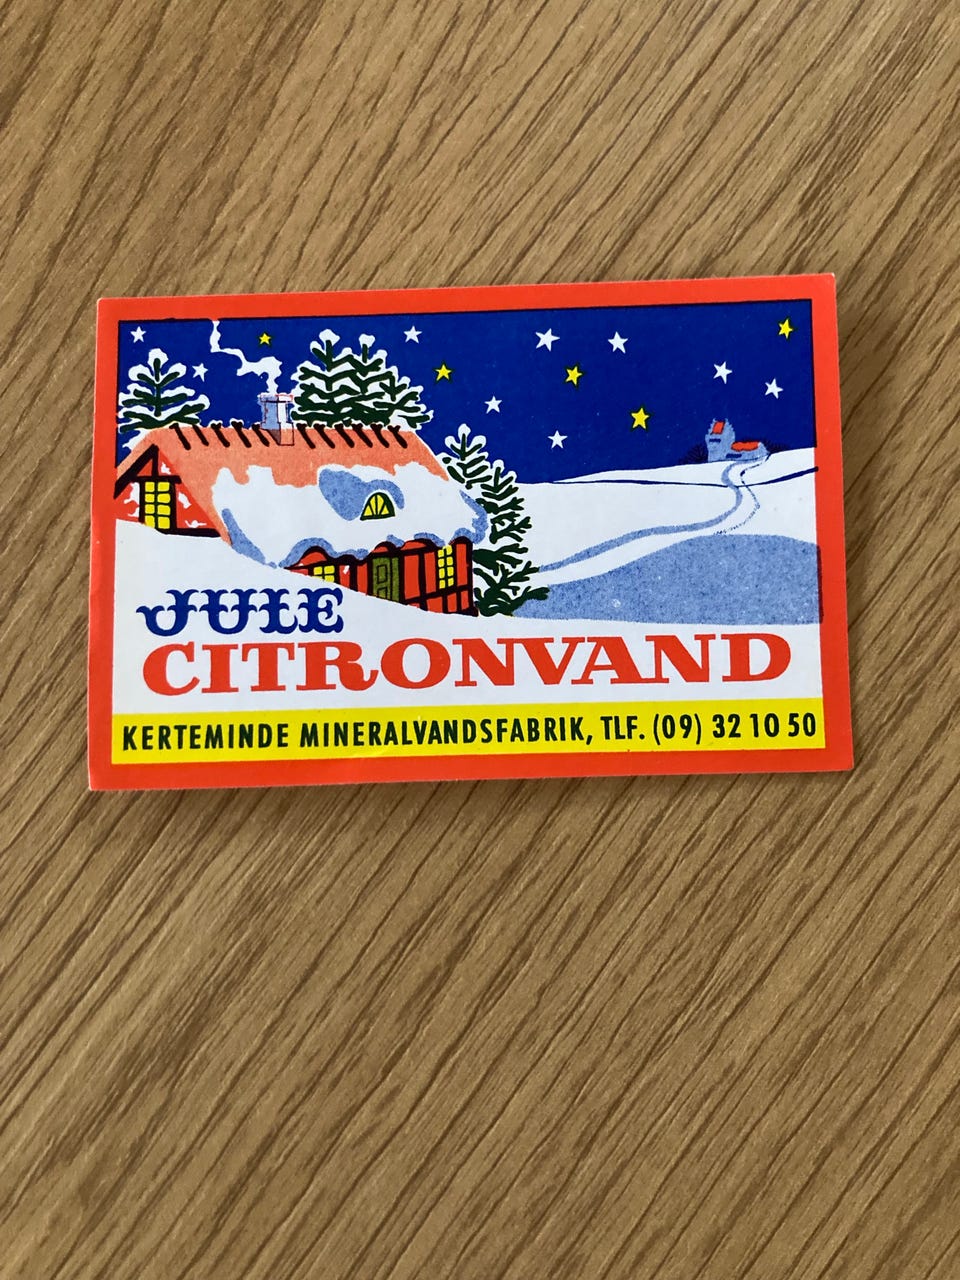 JULE
CITRONVAND
KERTEMINDE MINERALVANDSFABRIK, TLF. (09) 32 10 50